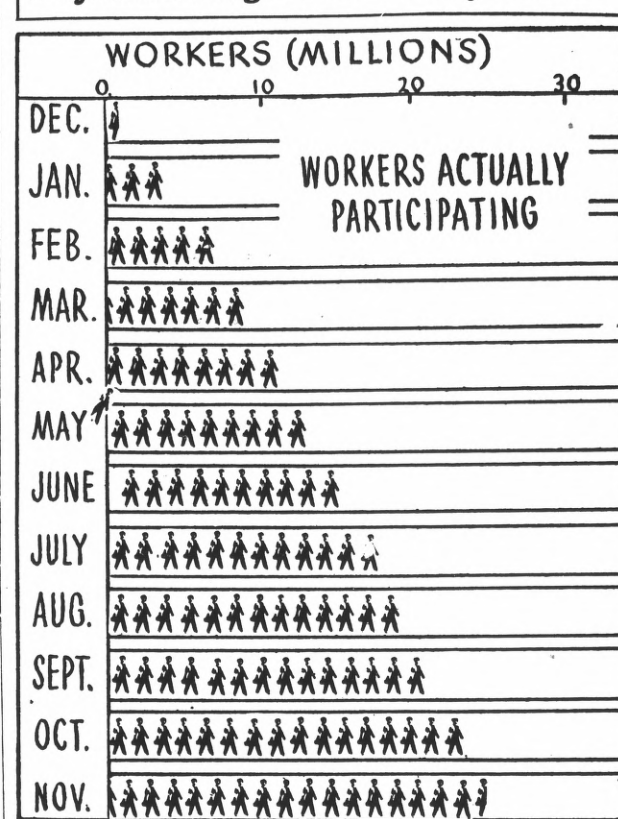 WORKERS (MILLIONS)
0 10 20 30
DEC.
JAN.
WORKERS ACTUALLY
PARTICIPATING
FEB.
MAR.
APR.
MAY
JUNE
JULY
AUG.
SEPT.
OCT.
NOV.